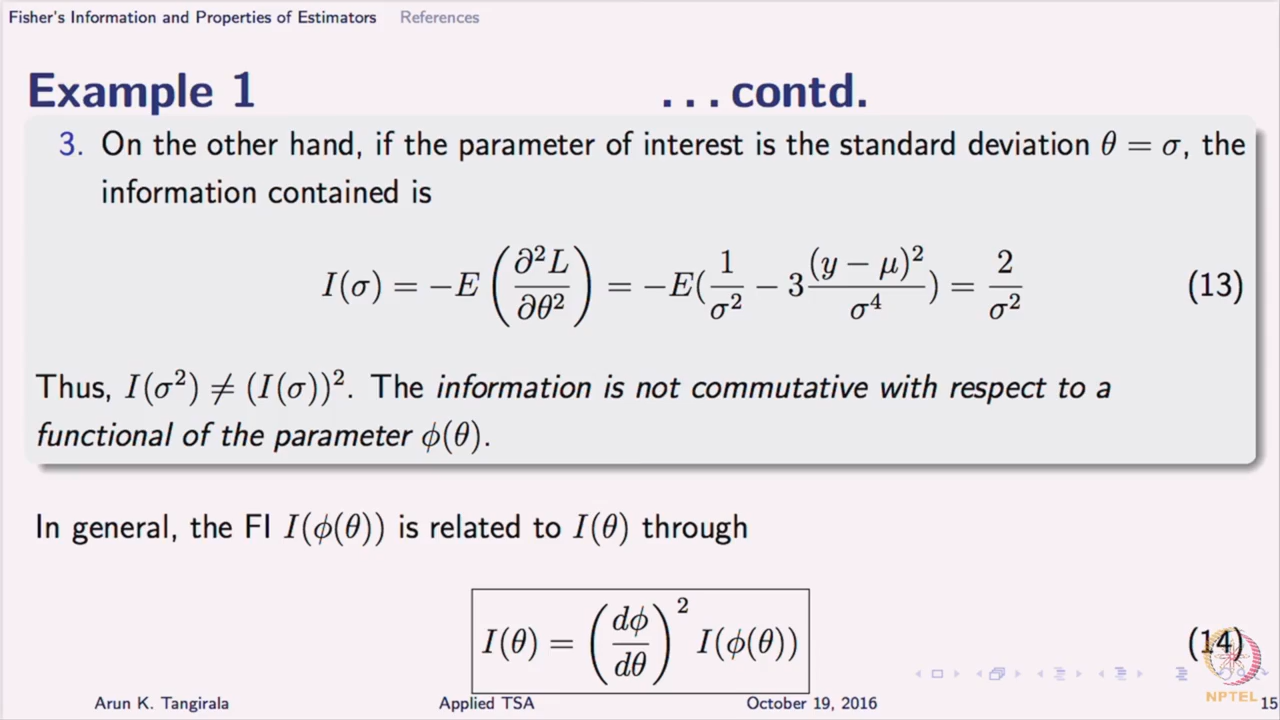 Fisher's Information and Properties of Estimators References
Example 1 ...contd.
3. On the other hand, if the parameter of interest is the standard deviation θ = σ, the
information contained is
I(σ) = −E (∂²L/∂θ²) = −E(1/σ² − 3 (y − μ)²/σ⁴) = 2/σ² (13)
Thus, I(σ²) ≠ (I(σ))². The information is not commutative with respect to a
functional of the parameter φ(θ).
In general, the FI I(φ(θ)) is related to I(θ) through
I(θ) = (dφ/dθ)² I(φ(θ)) (14)
NPTEL
Arun K. Tangirala Applied TSA October 19, 2016 15